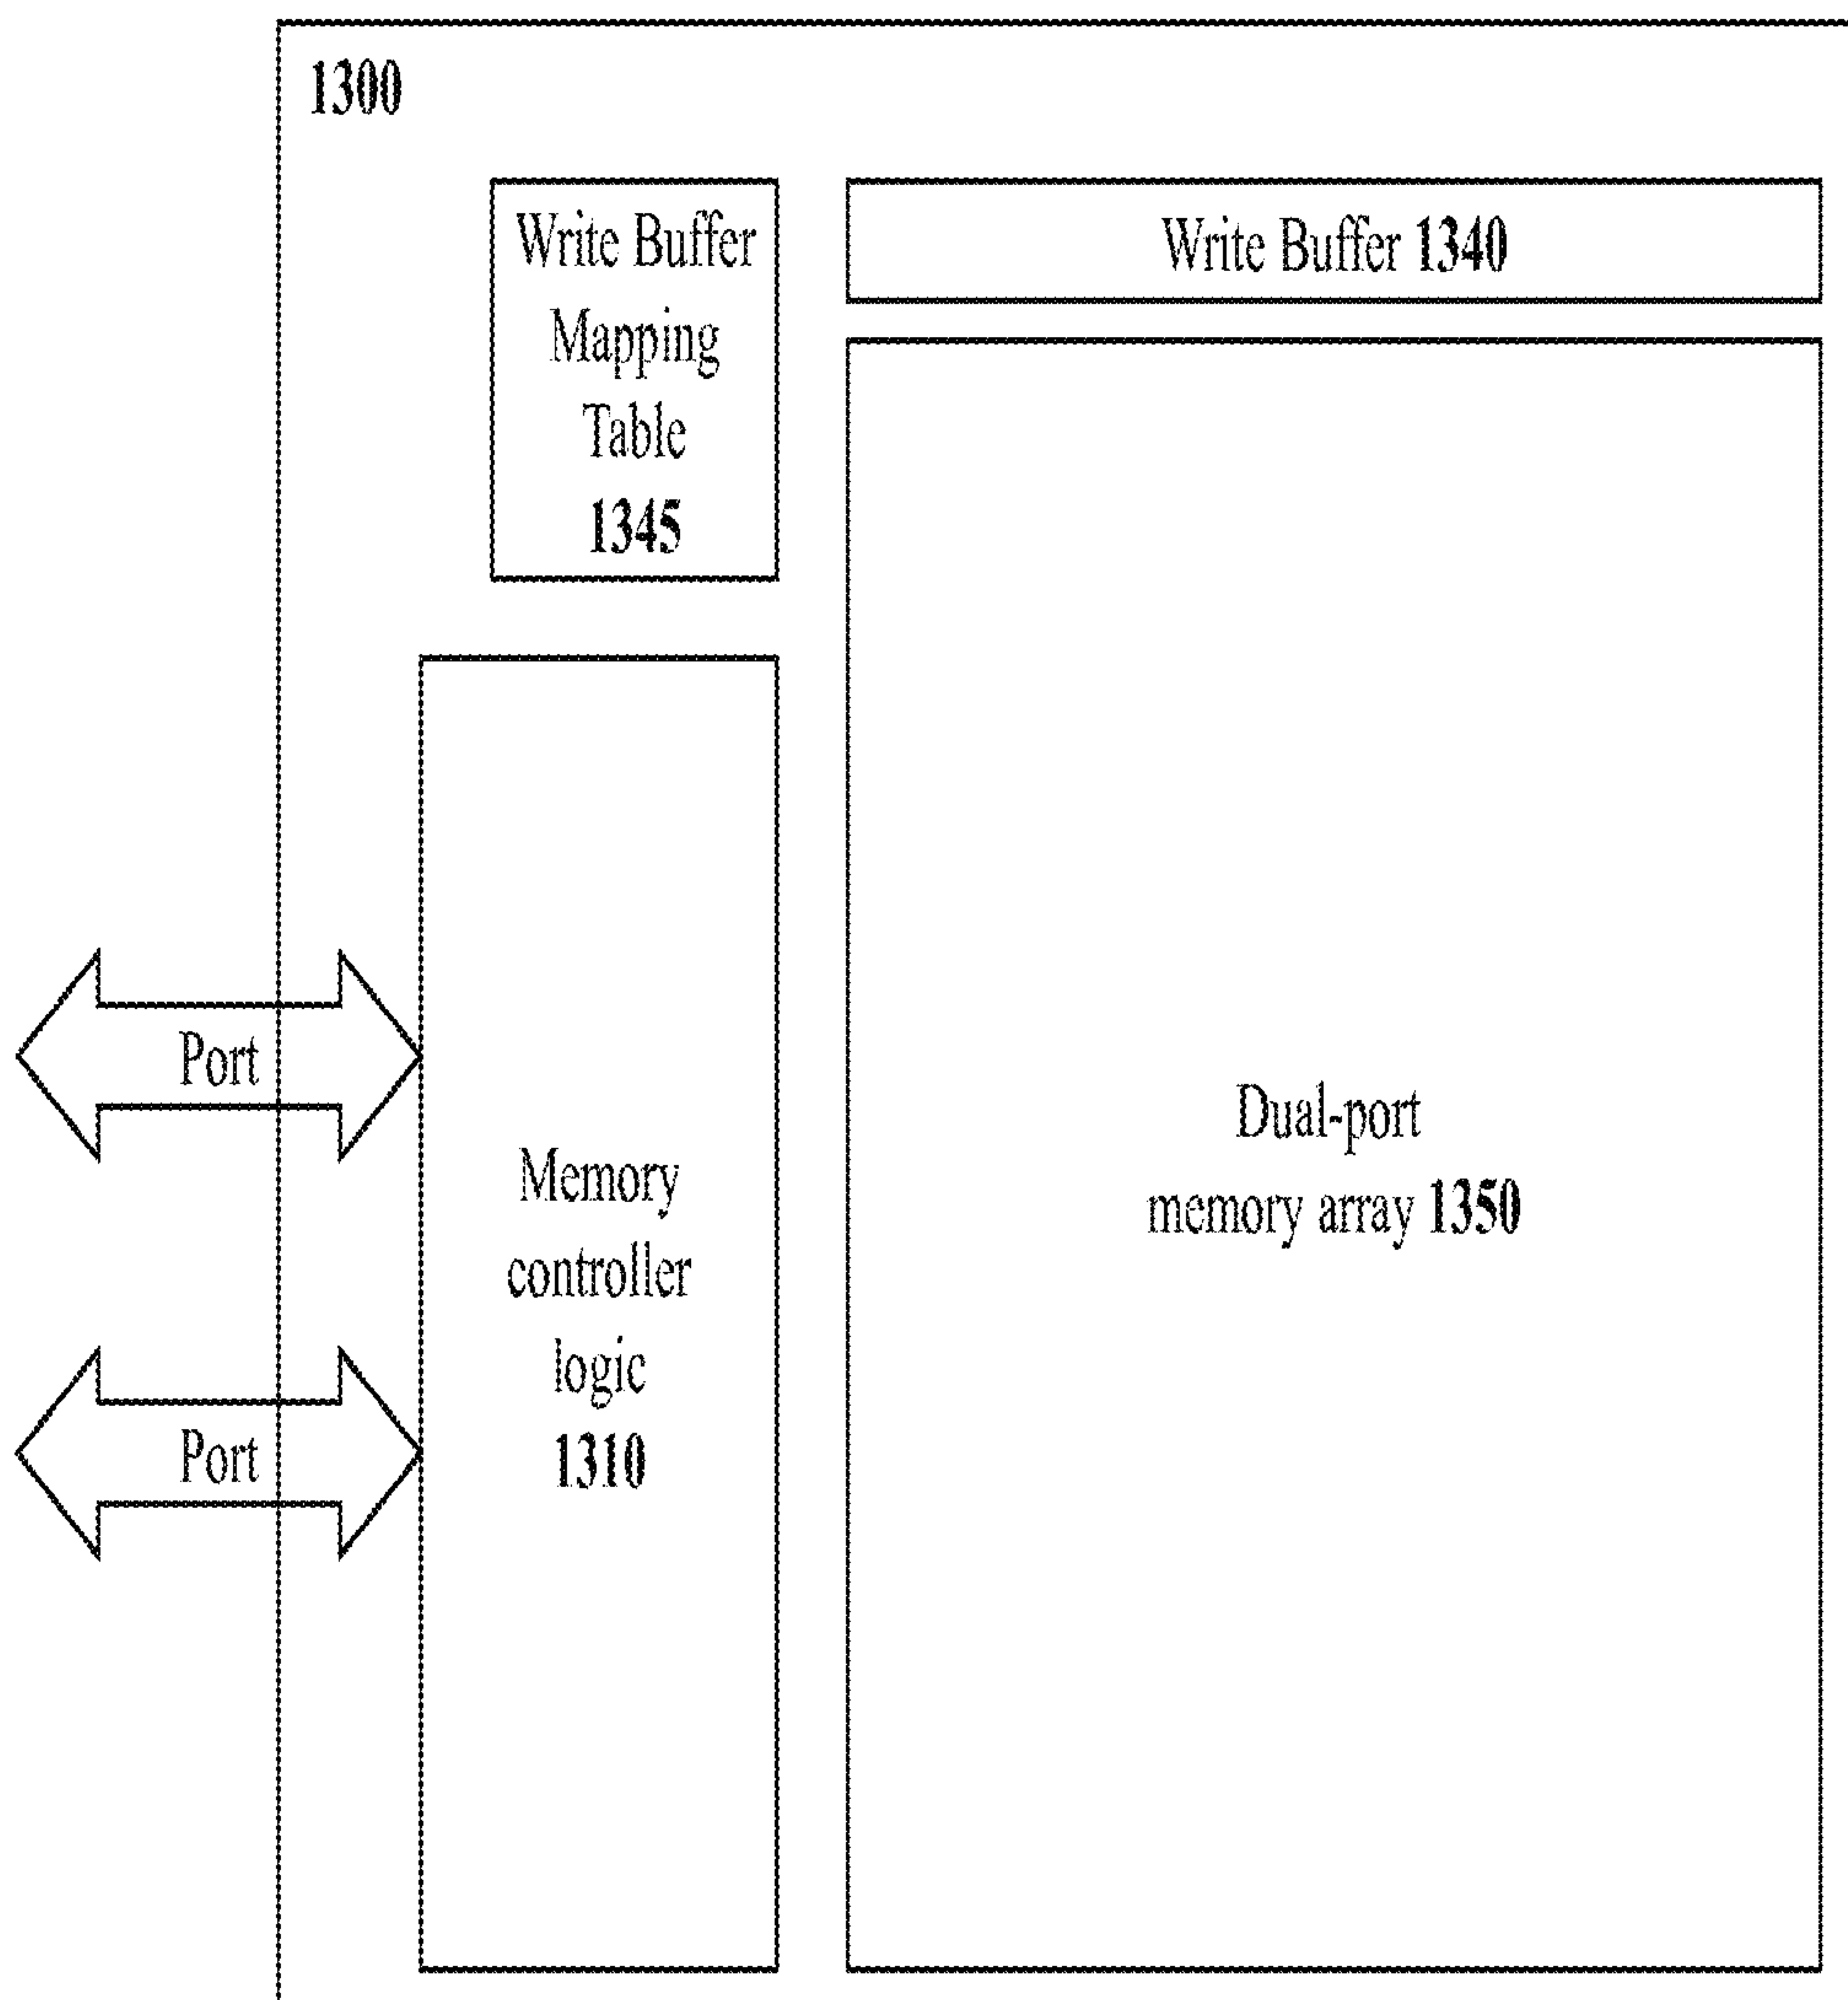 1300
Write Buffer
Mapping
Table
1345
Write Buffer 1340
Port
Port
Memory
controller
logic
1310
Dual-port
memory array 1350